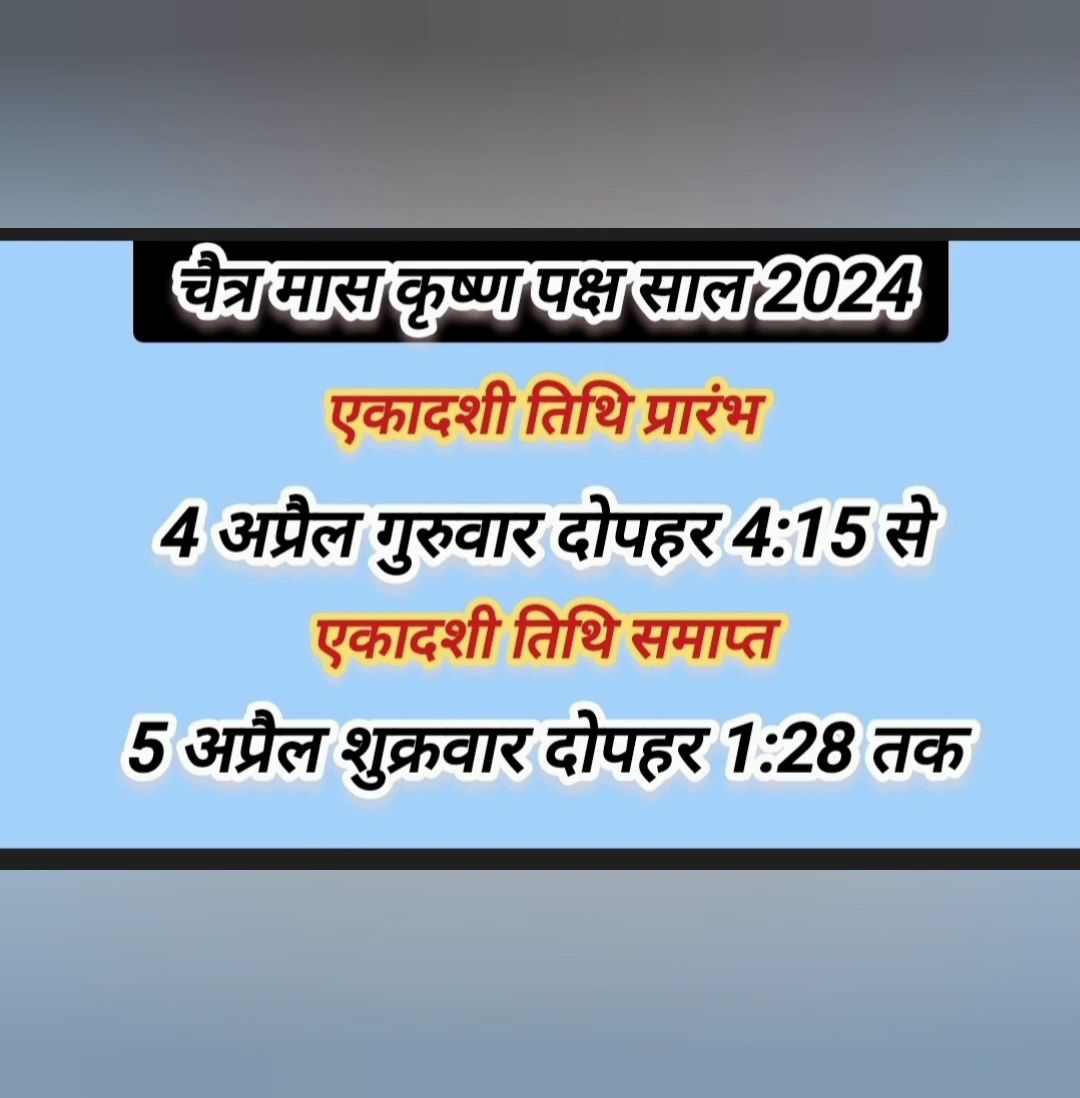 चैत्र मास कृष्ण पक्ष साल 2024
एकादशी तिथि प्रारंभ
4 अप्रैल गुरुवार दोपहर 4:15 से
एकादशी तिथि समाप्त
5 अप्रैल शुक्रवार दोपहर 1:28 तक